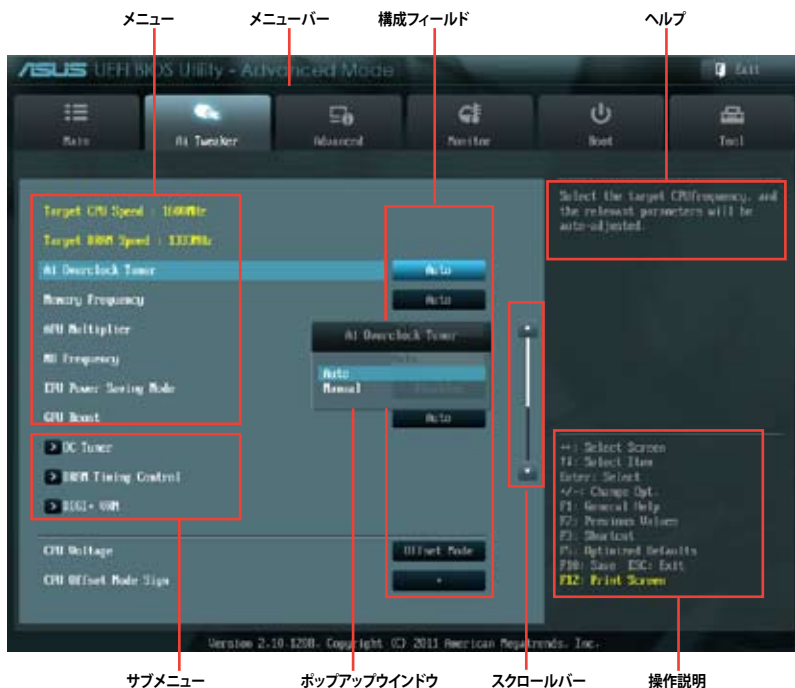 メニュー
メニューバー
構成フィールド
ヘルプ
ASUS UEFI BIOS Utility - Advanced Mode
Exit
Main
Ai Tweaker
Advanced
Monitor
Boot
Tool
Target CPU Speed : 1600MHz
Target DRAM Speed : 1333MHz
Ai Overclock Tuner
Auto
Memory Frequency
Auto
APU Multiplier
NB Frequency
Auto
EPU Power Saving Mode
Disabled
GPU Boost
Auto
Ai Overclock Tuner
Auto
Manual
> OC Tuner
> DRAM Timing Control
> DIGI+ VRM
CPU Voltage
Offset Mode
CPU Offset Mode Sign
+
Select the target CPUfrequency, and
the relevant parameters will be
auto-adjusted.
↔: Select Screen
↑↓: Select Item
Enter: Select
+/-: Change Opt.
F1: General Help
F2: Previous Values
F3: Shortcut
F5: Optimized Defaults
F10: Save ESC: Exit
F12: Print Screen
Version 2.10.1208. Copyright (C) 2011 American Megatrends, Inc.
サブメニュー
ポップアップウインドウ
スクロールバー
操作説明